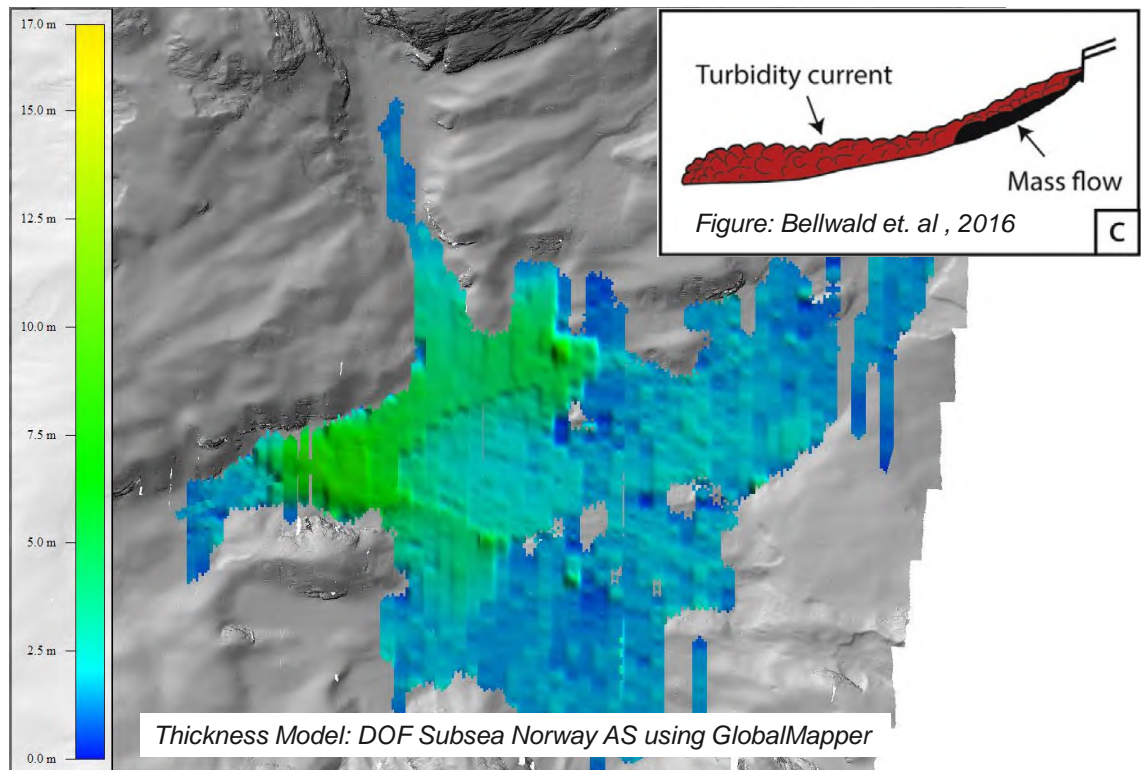 17.0 m
15.0 m
12.5 m
10.0 m
7.5 m
5.0 m
2.5 m
0.0 m
Turbidity current
Mass flow
Figure: Bellwald et. al , 2016
C
Thickness Model: DOF Subsea Norway AS using GlobalMapper